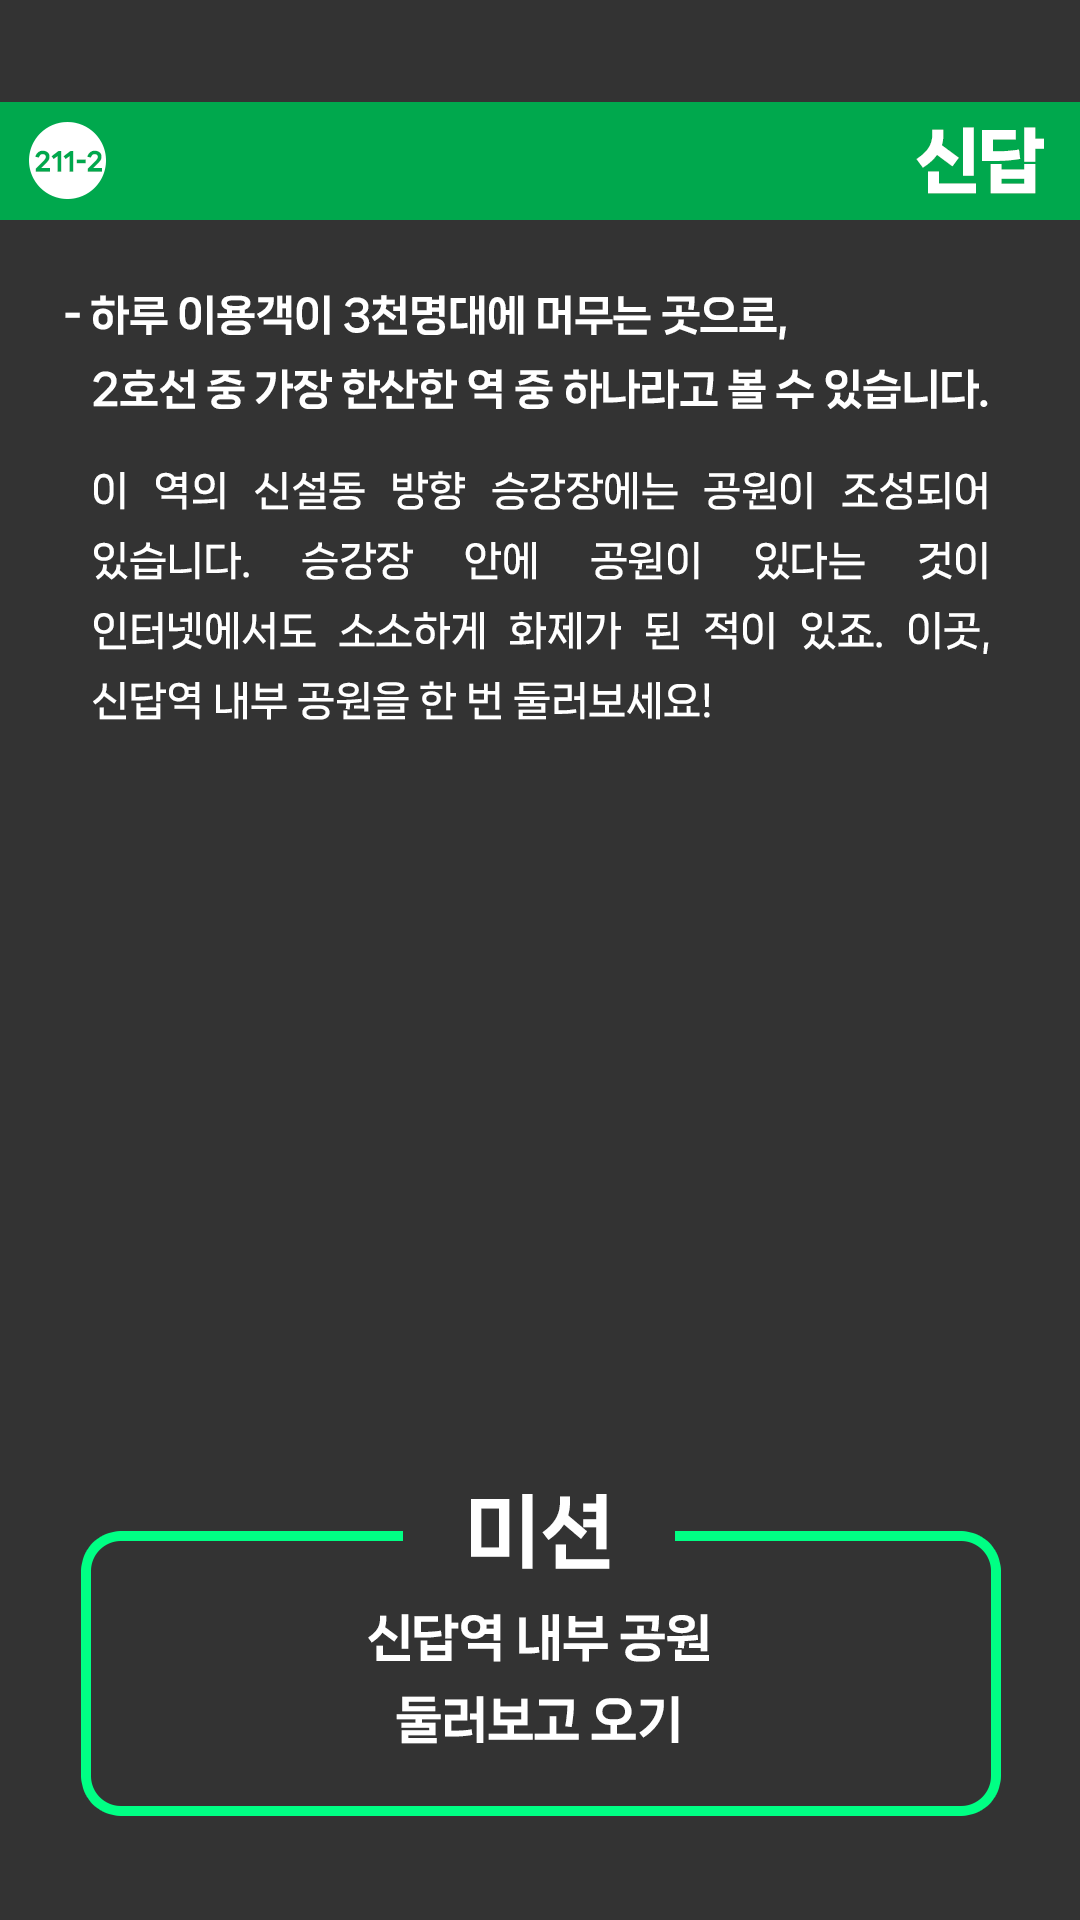 211-2
신답
- 하루 이용객이 3천명대에 머무는 곳으로,
2호선 중 가장 한산한 역 중 하나라고 볼 수 있습니다.
이 역의 신설동 방향 승강장에는 공원이 조성되어
있습니다. 승강장 안에 공원이 있다는 것이
인터넷에서도 소소하게 화제가 된 적이 있죠. 이곳,
신답역 내부 공원을 한 번 둘러보세요!
미션
신답역 내부 공원
둘러보고 오기